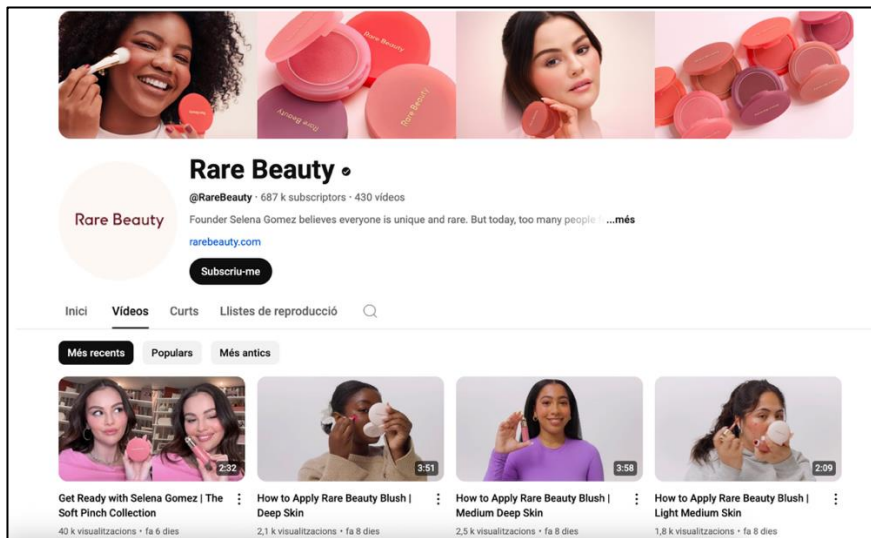 Rare Beauty
Rare Beauty
Rare Beauty
Rare Beauty
@RareBeauty · 687 k subscriptors · 430 vídeos
Rare Beauty
Founder Selena Gomez believes everyone is unique and rare. But today, too many people ...més
rarebeauty.com
Subscriu-me
Inici Vídeos Curts Llistes de reproducció
Més recents Populars Més antics
2:32 3:51 3:58 2:09
Get Ready with Selena Gomez | The Soft Pinch Collection
How to Apply Rare Beauty Blush | Deep Skin
How to Apply Rare Beauty Blush | Medium Deep Skin
How to Apply Rare Beauty Blush | Light Medium Skin
40 k visualitzacions • fa 6 dies
2,1 k visualitzacions • fa 8 dies
2,5 k visualitzacions • fa 8 dies
1,8 k visualitzacions • fa 8 dies